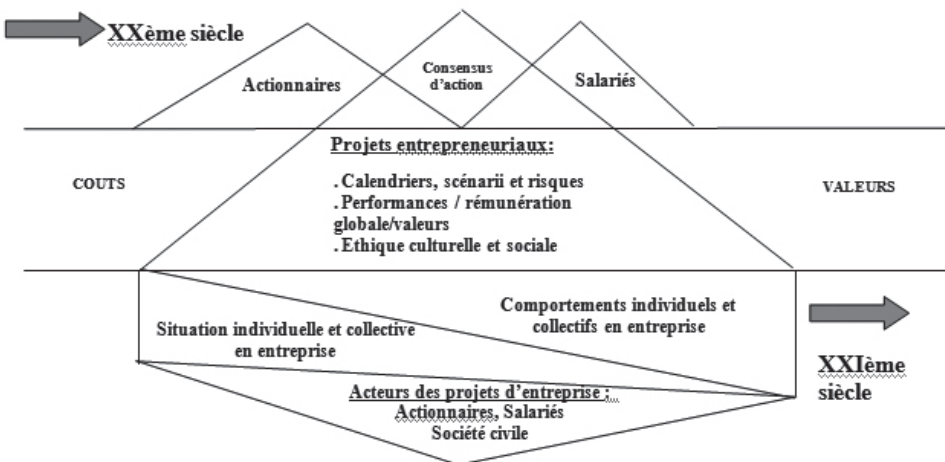 XXème siècle
Actionnaires
Consensus
d'action
Salariés
Projets entrepreneuriaux:
COUTS
. Calendriers, scénarii et risques
. Performances / rémunération
globale/valeurs
. Ethique culturelle et sociale
VALEURS
Situation individuelle et collective
en entreprise
Comportements individuels et
collectifs en entreprise
XXIème
siècle
Acteurs des projets d'entreprise :
Actionnaires, Salariés
Société civile